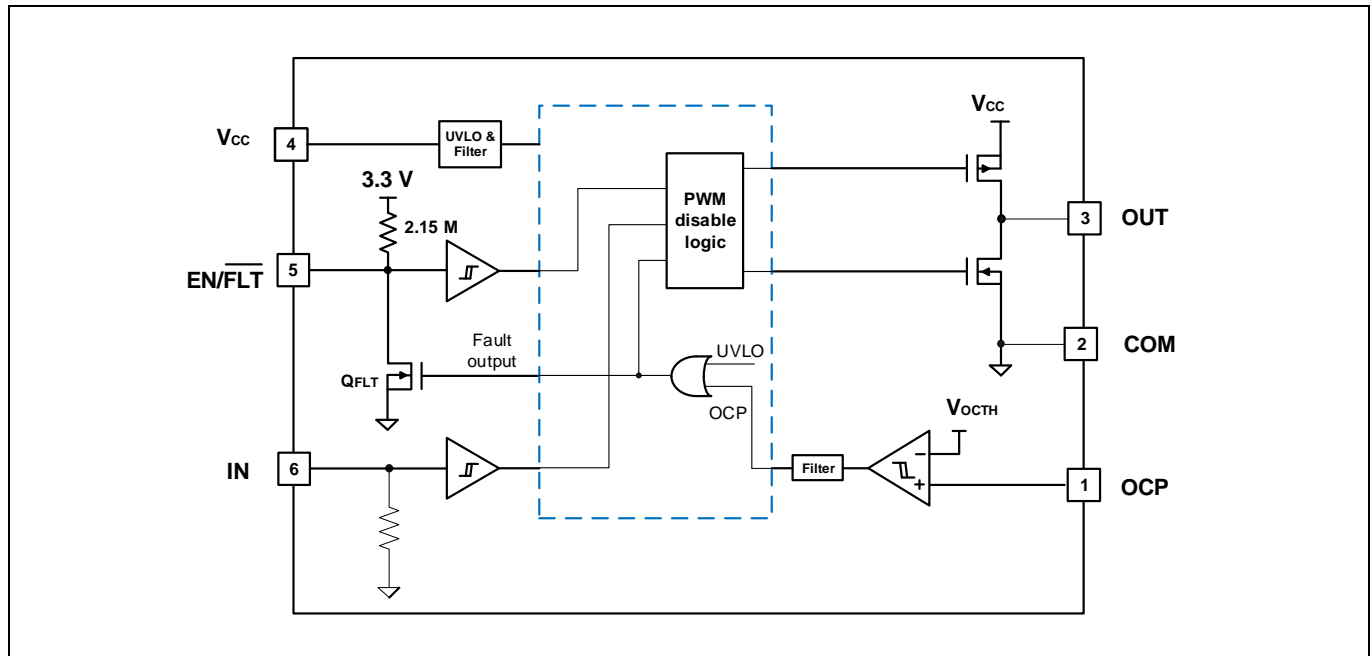 VCC
4
UVLO &
Filter
3.3 V
2.15 M
5
EN/FLT
Fault
output
QFLT
IN
6
PWM
disable
logic
UVLO
OCP
VCC
3
OUT
2
COM
VOCTH
Filter
−
+
1
OCP